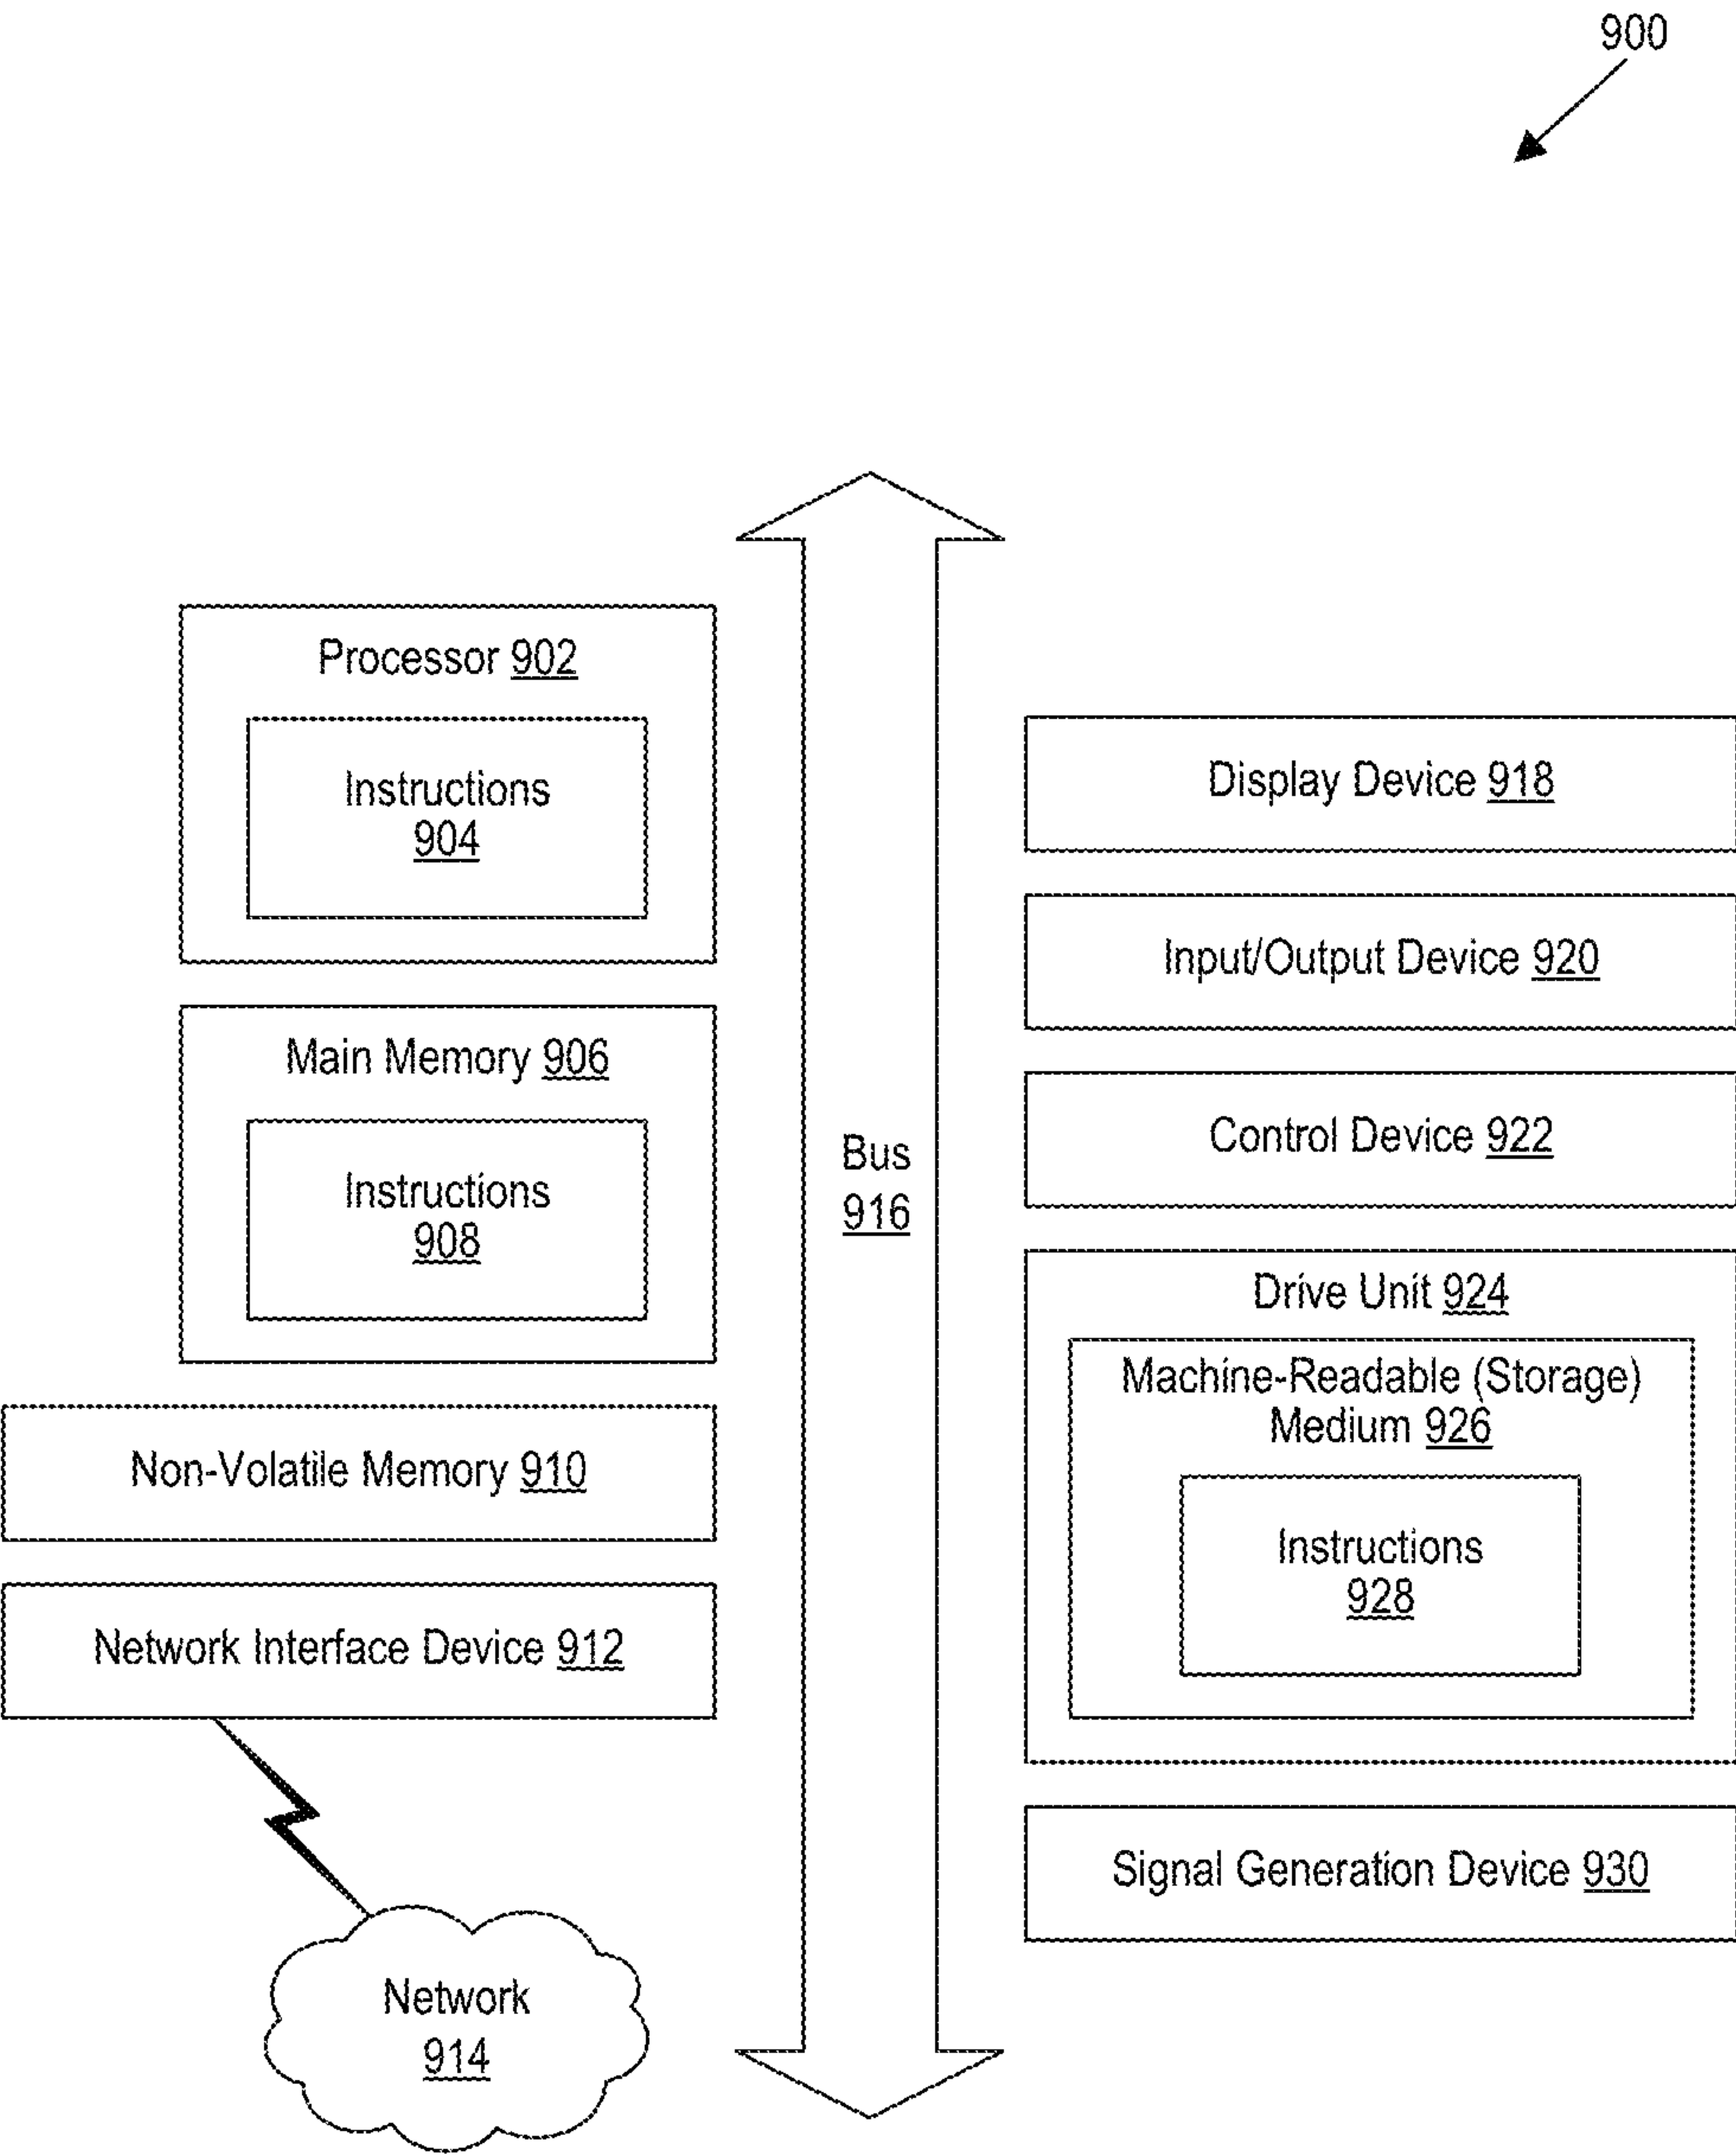 900
Processor 902
Instructions
904
Main Memory 906
Instructions
908
Non-Volatile Memory 910
Network Interface Device 912
Network
914
Bus
916
Display Device 918
Input/Output Device 920
Control Device 922
Drive Unit 924
Machine-Readable (Storage)
Medium 926
Instructions
928
Signal Generation Device 930